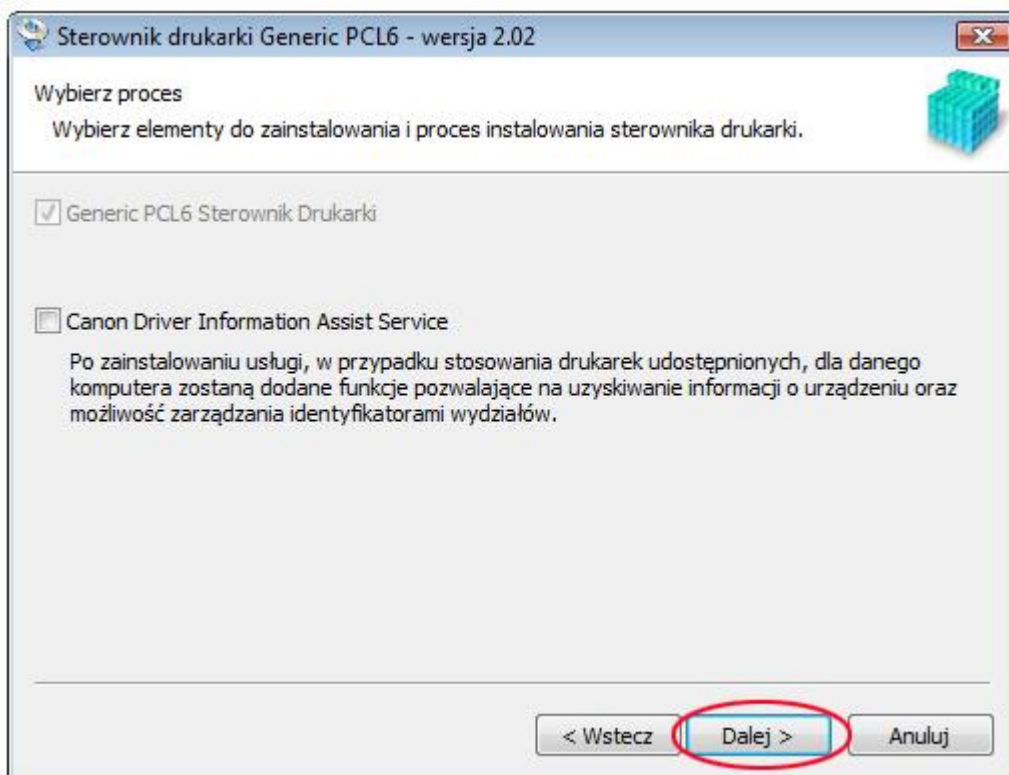 Sterownik drukarki Generic PCL6 - wersja 2.02
Wybierz proces
Wybierz elementy do zainstalowania i proces instalowania sterownika drukarki.
Generic PCL6 Sterownik Drukarki
Canon Driver Information Assist Service
Po zainstalowaniu usługi, w przypadku stosowania drukarek udostępnionych, dla danego
komputera zostaną dodane funkcje pozwalające na uzyskiwanie informacji o urządzeniu oraz
możliwość zarządzania identyfikatorami wydziałów.
< Wstecz Dalej > Anuluj